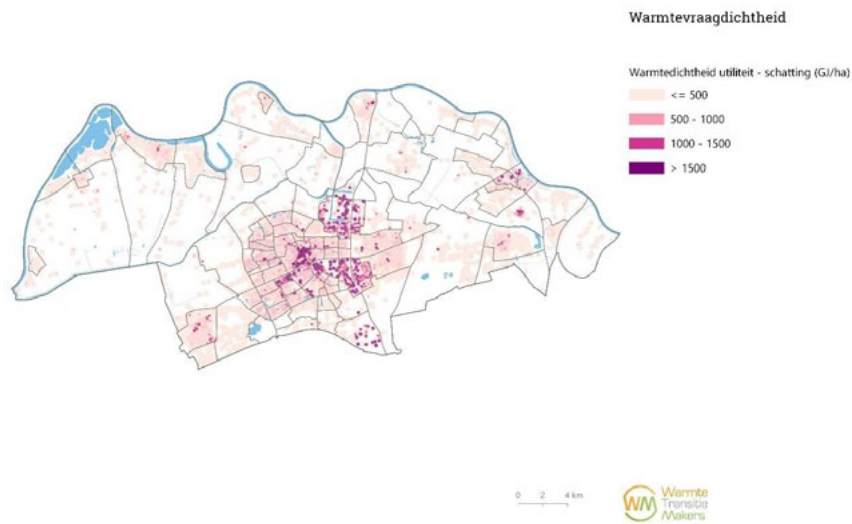 Warmtevraagdichtheid
Warmtedichtheid utiliteit - schatting (GJ/ha)
<= 500
500 - 1000
1000 - 1500
> 1500
0 2 4 km
WM
Warmte
Transitie
Makers